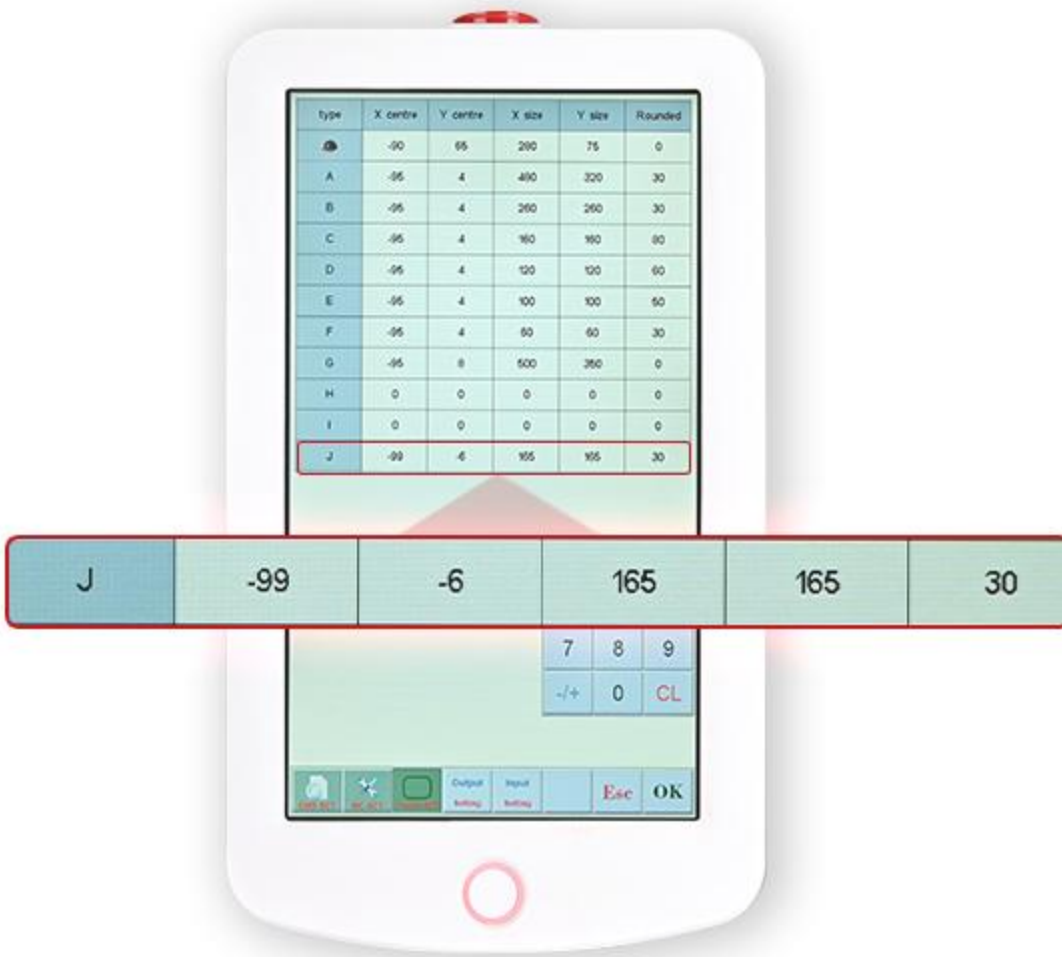 type X centre Y centre X size Y size Rounded
-90 65 280 75 0
A -95 4 480 320 30
B -95 4 260 260 30
C -95 4 160 160 80
D -95 4 120 120 60
E -95 4 100 100 50
F -95 4 60 60 30
G -95 8 500 350 0
H 0 0 0 0 0
I 0 0 0 0 0
J -99 -6 165 165 30
J -99 -6 165 165 30
7 8 9
-/+ 0 CL
Output Input Esc OK